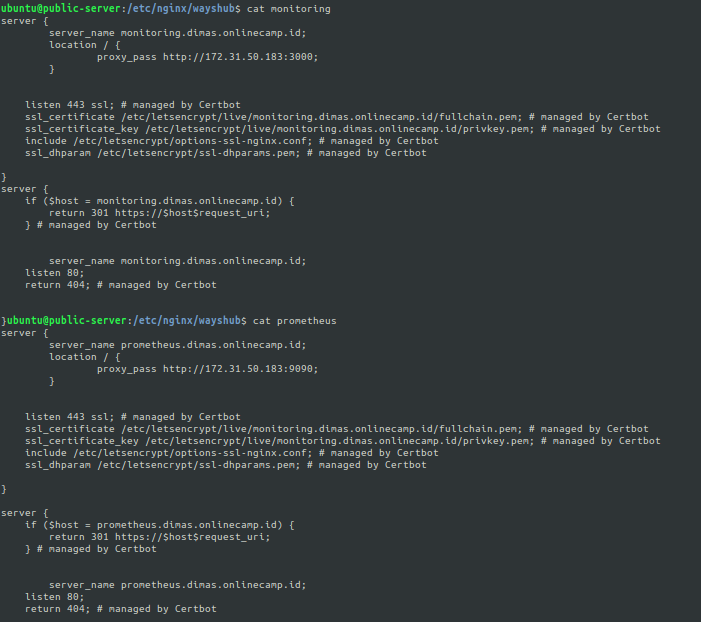 ubuntu@public-server:/etc/nginx/wayshub$ cat monitoring
server {
        server_name monitoring.dimas.onlinecamp.id;
        location / {
                proxy_pass http://172.31.50.183:3000;
        }
    listen 443 ssl; # managed by Certbot
    ssl_certificate /etc/letsencrypt/live/monitoring.dimas.onlinecamp.id/fullchain.pem; # managed by Certbot
    ssl_certificate_key /etc/letsencrypt/live/monitoring.dimas.onlinecamp.id/privkey.pem; # managed by Certbot
    include /etc/letsencrypt/options-ssl-nginx.conf; # managed by Certbot
    ssl_dhparam /etc/letsencrypt/ssl-dhparams.pem; # managed by Certbot
}
server {
    if ($host = monitoring.dimas.onlinecamp.id) {
        return 301 https://$host$request_uri;
    } # managed by Certbot
        server_name monitoring.dimas.onlinecamp.id;
    listen 80;
    return 404; # managed by Certbot
}ubuntu@public-server:/etc/nginx/wayshub$ cat prometheus
server {
        server_name prometheus.dimas.onlinecamp.id;
        location / {
                proxy_pass http://172.31.50.183:9090;
        }
    listen 443 ssl; # managed by Certbot
    ssl_certificate /etc/letsencrypt/live/monitoring.dimas.onlinecamp.id/fullchain.pem; # managed by Certbot
    ssl_certificate_key /etc/letsencrypt/live/monitoring.dimas.onlinecamp.id/privkey.pem; # managed by Certbot
    include /etc/letsencrypt/options-ssl-nginx.conf; # managed by Certbot
    ssl_dhparam /etc/letsencrypt/ssl-dhparams.pem; # managed by Certbot
}
server {
    if ($host = prometheus.dimas.onlinecamp.id) {
        return 301 https://$host$request_uri;
    } # managed by Certbot
        server_name prometheus.dimas.onlinecamp.id;
    listen 80;
    return 404; # managed by Certbot